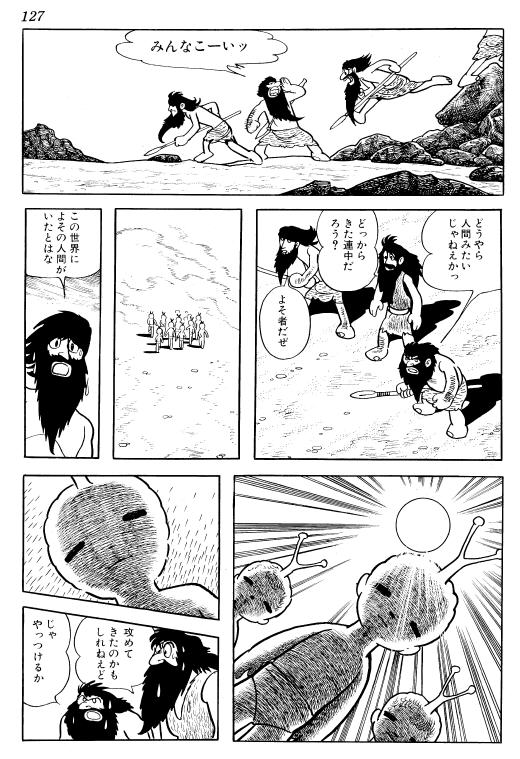 127
みんなこーいッ
どうやら
人間みたい
じゃねえかっ
どっから
きた連中だ
ろう?
よそ者だぜ
この世界に
よその人間が
いたとはな
攻めて
きたのかも
しれねえど
じゃ
やっつけるか